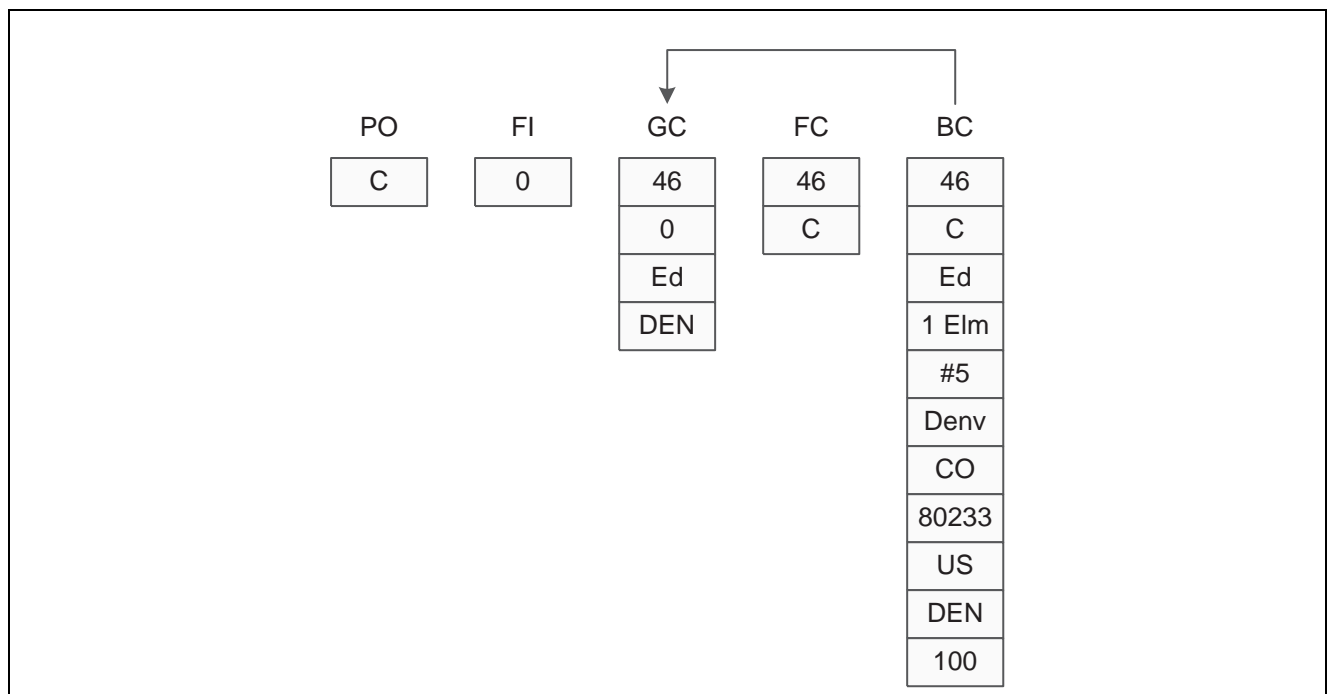 PO FI GC FC BC
C 0 46 46 46
0 C C
Ed Ed
DEN 1 Elm
#5
Denv
CO
80233
US
DEN
100